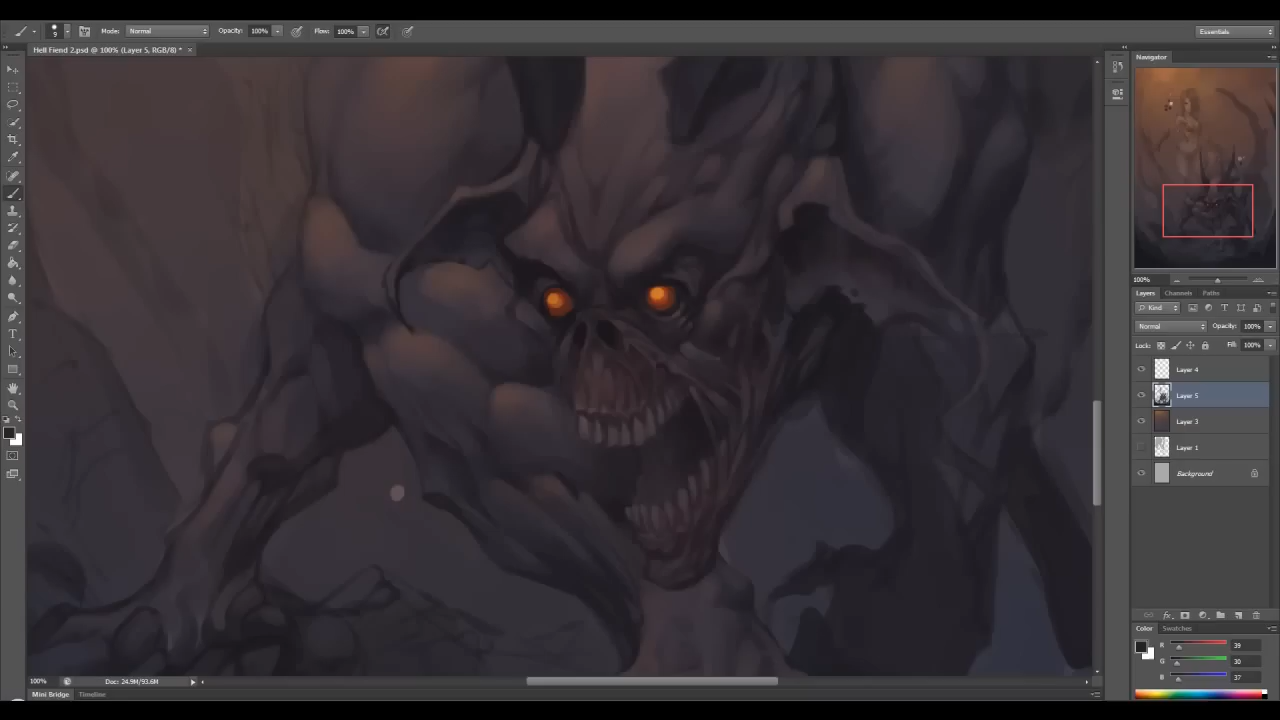 9 Mode: Normal Opacity: 100% Flow: 100% Essentials
Hell Fiend 2.psd @ 100% (Layer 5, RGB/8) * ×
Navigator
100%
Layers Channels Paths
Kind
Normal Opacity: 100%
Lock: Fill: 100%
Layer 4
Layer 5
Layer 3
Layer 1
Background
fx
Color Swatches
R 39
G 30
B 37
100% Doc: 24.9M/93.6M
Mini Bridge Timeline